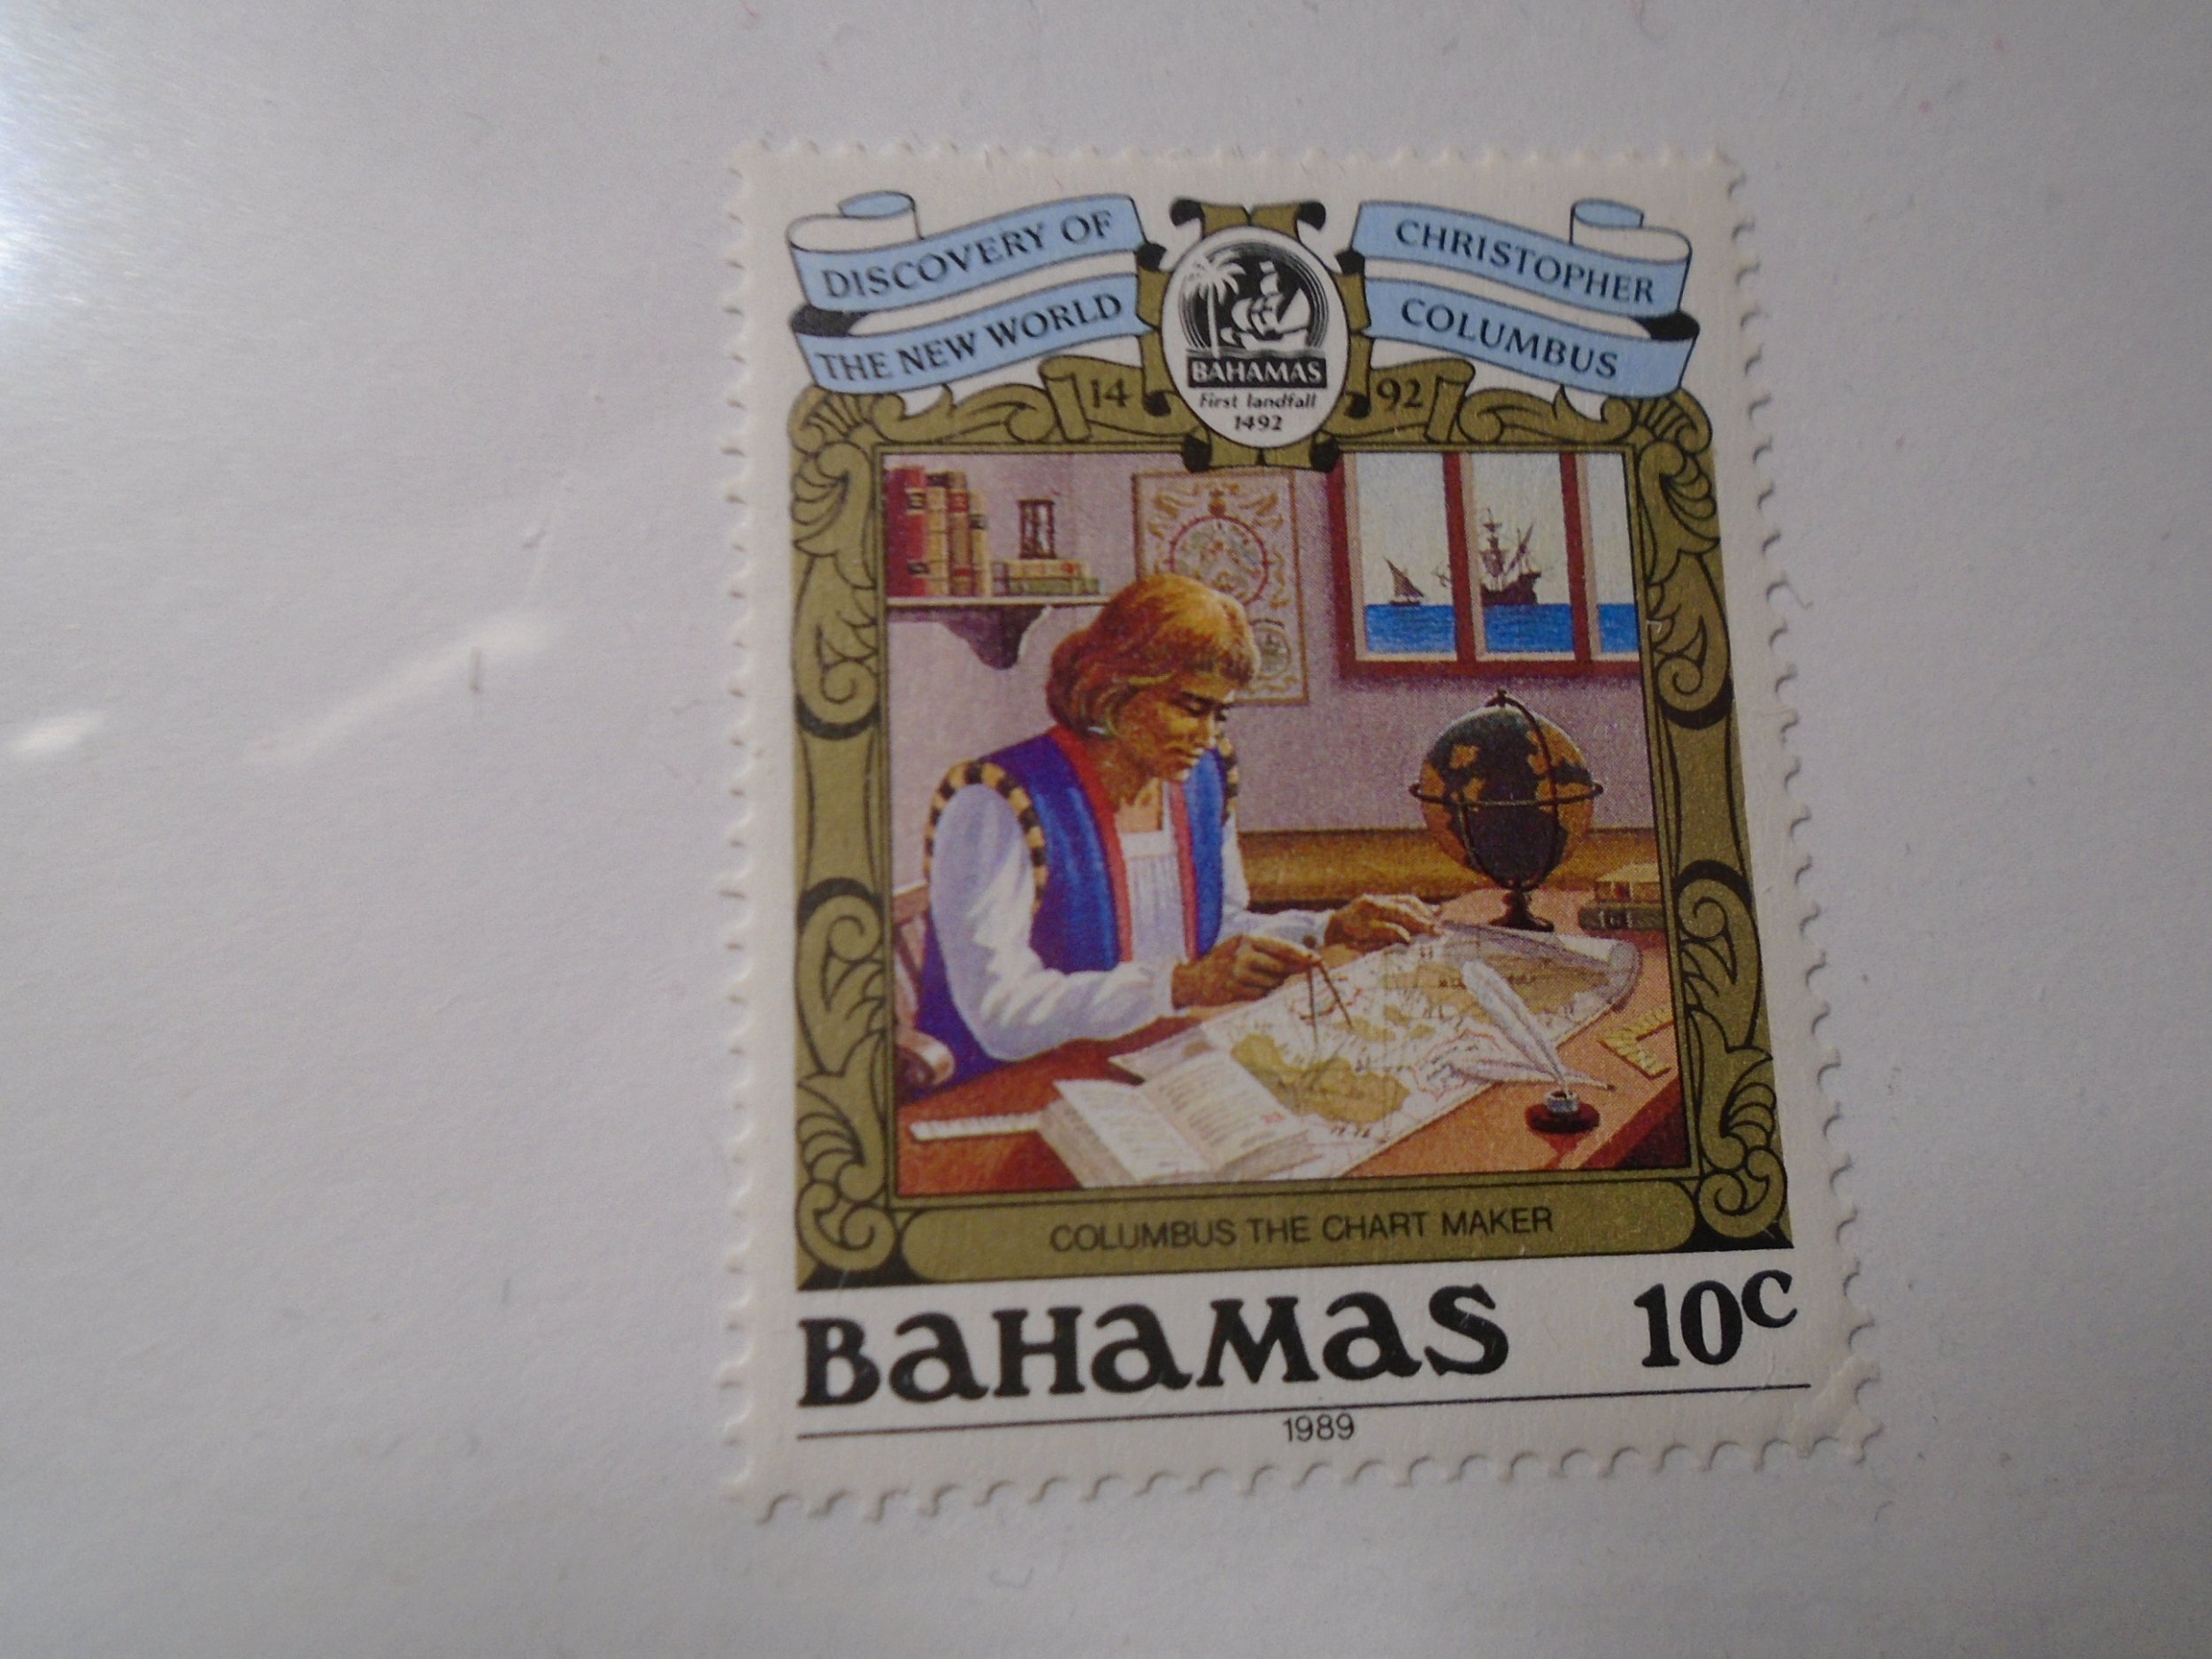 DISCOVERY OF
THE NEW WORLD
CHRISTOPHER
COLUMBUS
14 92
BAHAMAS
First landfall
1492
COLUMBUS THE CHART MAKER
BaHaMas 10c
1989